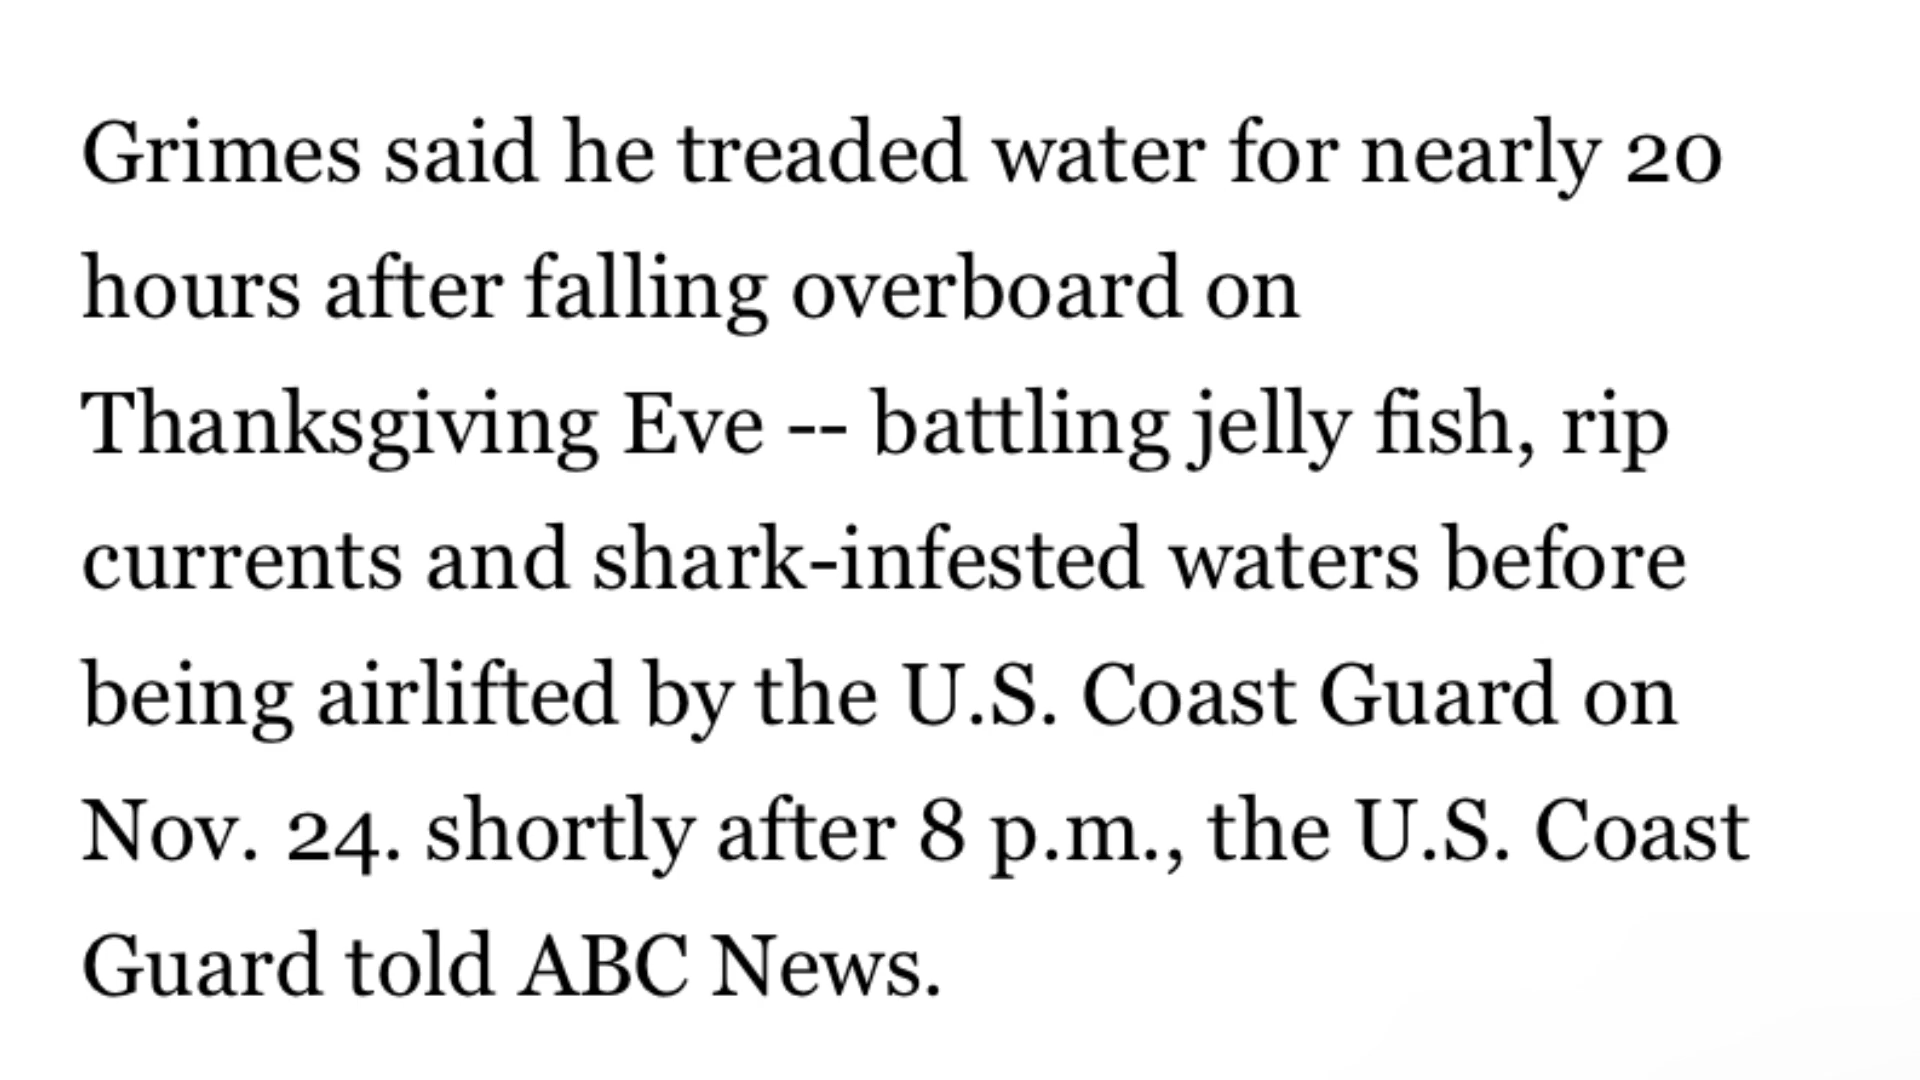 Grimes said he treaded water for nearly 20
hours after falling overboard on
Thanksgiving Eve -- battling jelly fish, rip
currents and shark-infested waters before
being airlifted by the U.S. Coast Guard on
Nov. 24. shortly after 8 p.m., the U.S. Coast
Guard told ABC News.